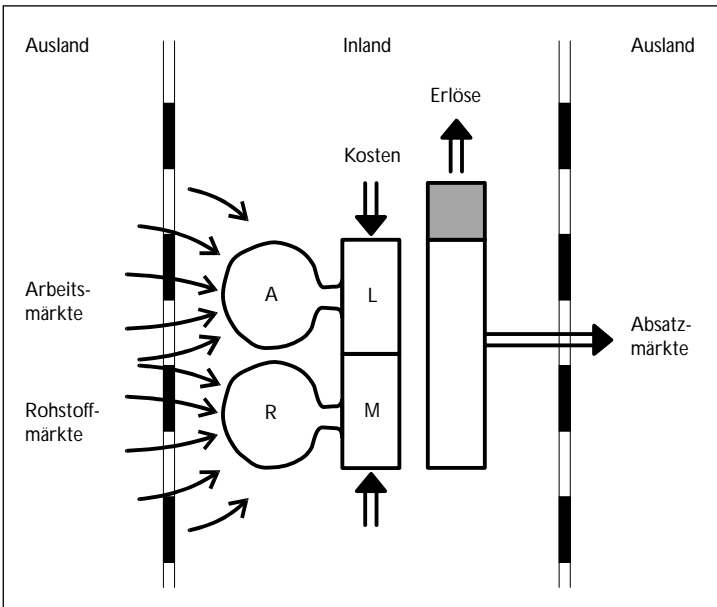 Ausland
Inland
Ausland
Erlöse
Kosten
A
L
Arbeits-
märkte
Absatz-
märkte
Rohstoff-
märkte
R
M